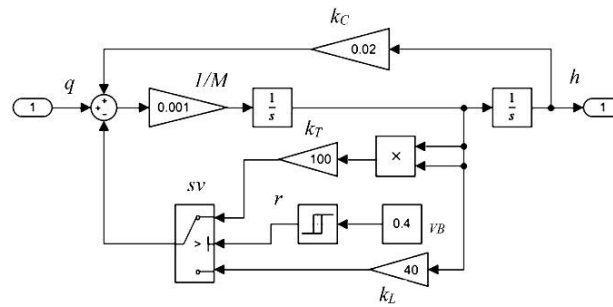 k_C
0.02
q
1/M
h
1
+
+
−
0.001
1
s
1
s
1
k_T
100
×
sv
r
>
0.4
VB
40
k_L